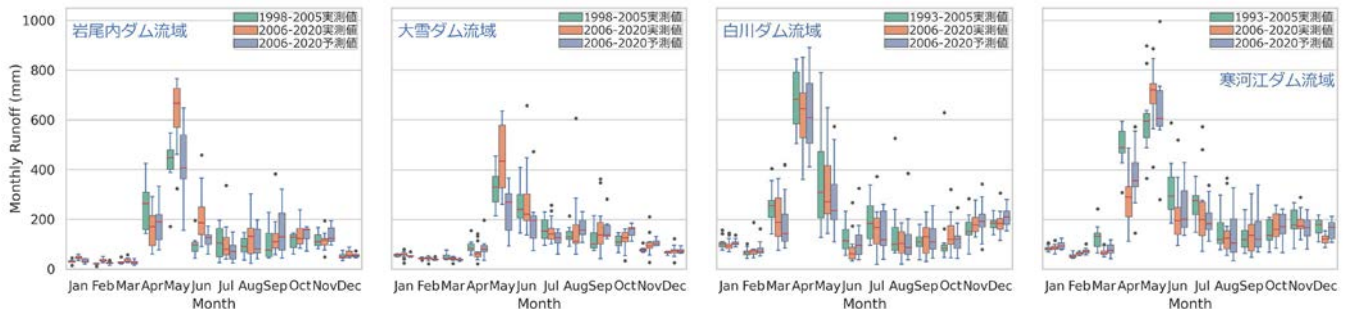 岩尾内ダム流域
1998-2005実測値
2006-2020実測値
2006-2020予測値
大雪ダム流域
1998-2005実測値
2006-2020実測値
2006-2020予測値
白川ダム流域
1993-2005実測値
2006-2020実測値
2006-2020予測値
1993-2005実測値
2006-2020実測値
2006-2020予測値
寒河江ダム流域
Monthly Runoff (mm)
1000
800
600
400
200
0
Jan Feb Mar Apr May Jun Jul Aug Sep Oct Nov Dec
Month
Jan Feb Mar Apr May Jun Jul Aug Sep Oct Nov Dec
Month
Jan Feb Mar Apr May Jun Jul Aug Sep Oct Nov Dec
Month
Jan Feb Mar Apr May Jun Jul Aug Sep Oct Nov Dec
Month